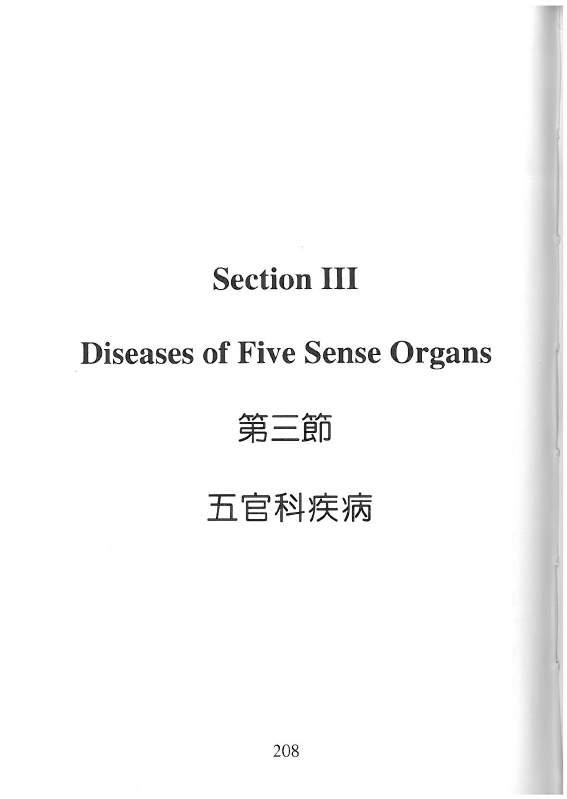 Section III
Diseases of Five Sense Organs
第三節
五官科疾病
208